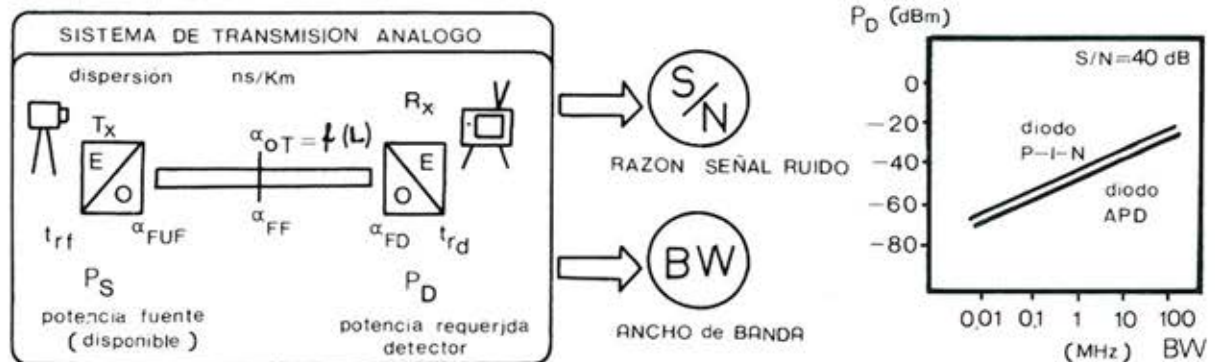 SISTEMA DE TRANSMISION ANALOGO
dispersión ns/Km
Tx
Rx
E
O
αOT = f(L)
E
O
trf
αFUF
αFF
αFD
trd
PS
PD
potencia fuente
(disponible)
potencia requerida
detector
S/N
RAZON SEÑAL RUIDO
BW
ANCHO de BANDA
PD (dBm)
S/N=40 dB
0
-20
-40
-60
-80
diodo
P-I-N
diodo
APD
0,01 0,1 1 10 100
(MHz) BW